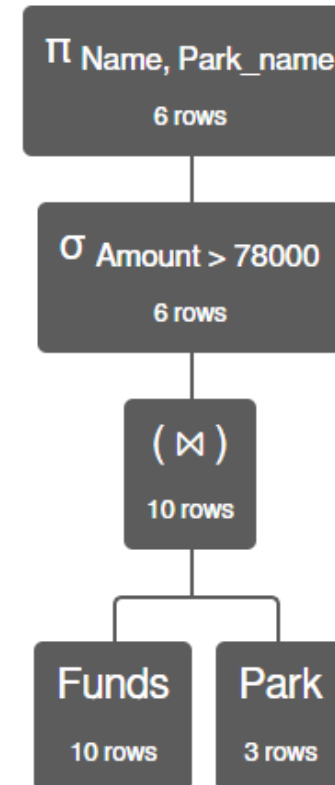 π Name, Park_name
6 rows
σ Amount > 78000
6 rows
( ⋈ )
10 rows
Funds
10 rows
Park
3 rows